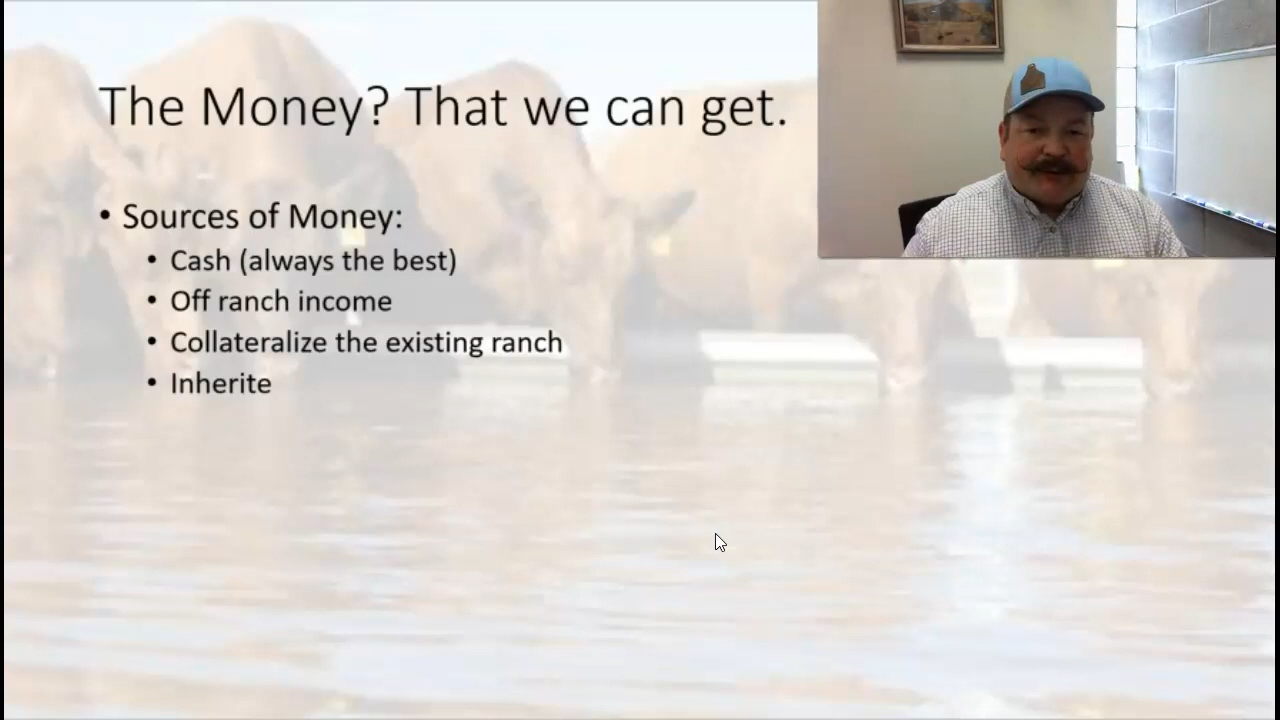 The Money? That we can get.
• Sources of Money:
• Cash (always the best)
• Off ranch income
• Collateralize the existing ranch
• Inherite